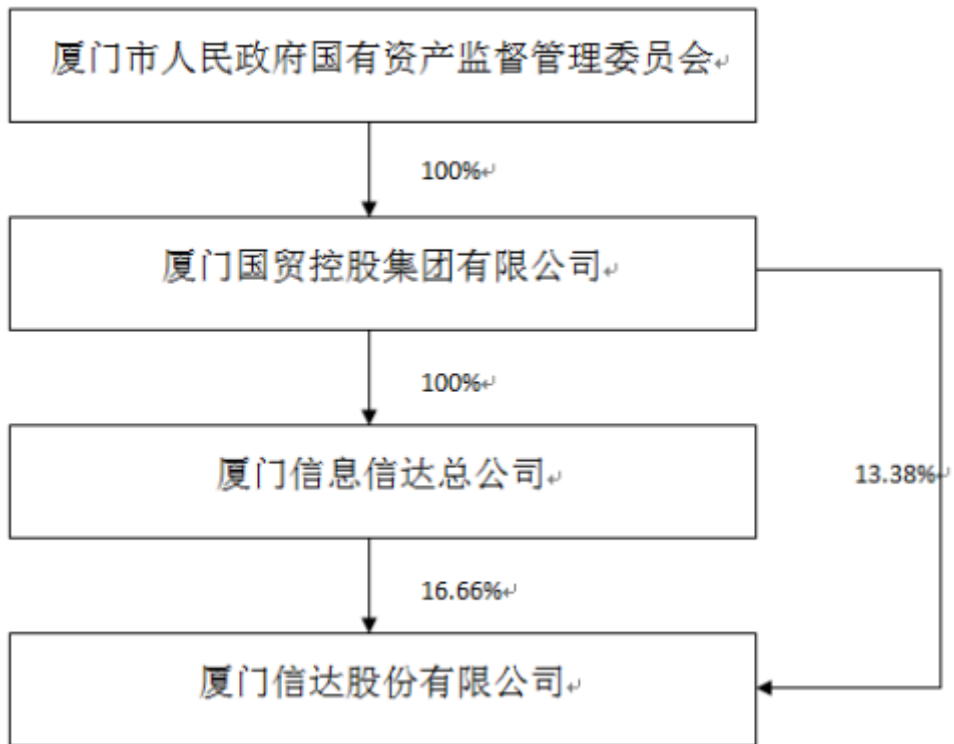 厦门市人民政府国有资产监督管理委员会
100%
厦门国贸控股集团有限公司
100%
厦门信息信达总公司
13.38%
16.66%
厦门信达股份有限公司